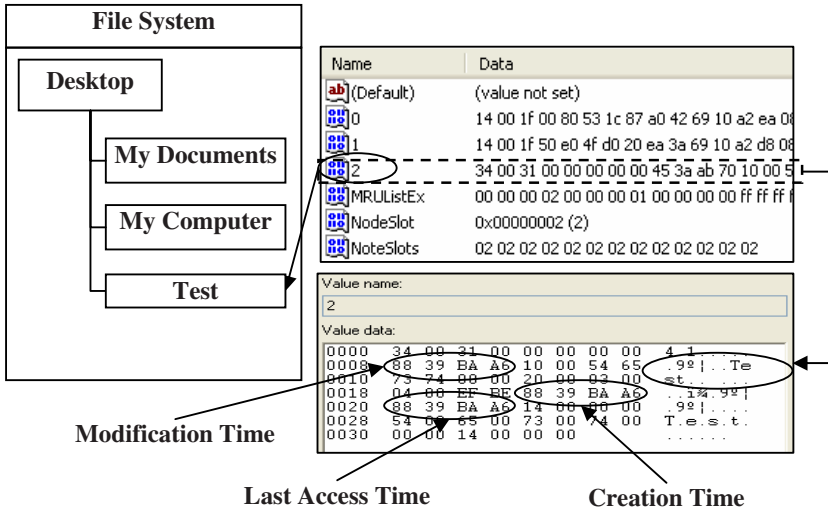 File System
Desktop
My Documents
My Computer
Test
Name Data
(Default) (value not set)
0 14 00 1f 00 80 53 1c 87 a0 42 69 10 a2 ea
1 14 00 1f 50 e0 4f d0 20 ea 3a 69 10 a2 d8
2 34 00 31 00 00 00 00 00 45 3a ab 70 10 00
MRUListEx 00 00 00 02 00 00 00 01 00 00 00 00 ff ff ff
NodeSlot 0x00000002 (2)
NoteSlots 02 02 02 02 02 02 02 02 02 02 02 02
Value name:
2
Value data:
0000 34 00 31 00 00 00 00 00 4.1.....
0008 88 39 BA A6 10 00 54 65 .9º¦..Te
0010 73 74 00 00 20 00 03 00 st......
0018 04 00 EF BE 88 39 BA A6 ..ï¾.9º¦
0020 88 39 BA A6 14 00 00 00 .9º¦....
0028 54 00 65 00 73 00 74 00 T.e.s.t.
0030 00 00 14 00 00 00 ......
Modification Time
Last Access Time
Creation Time